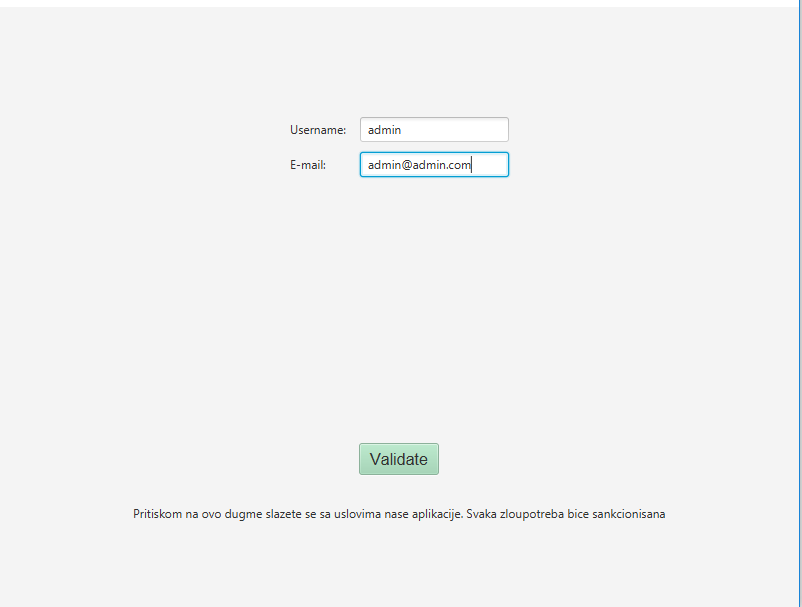 Username: admin
E-mail: admin@admin.com
Validate
Pritiskom na ovo dugme slazete se sa uslovima nase aplikacije. Svaka zloupotreba bice sankcionisana